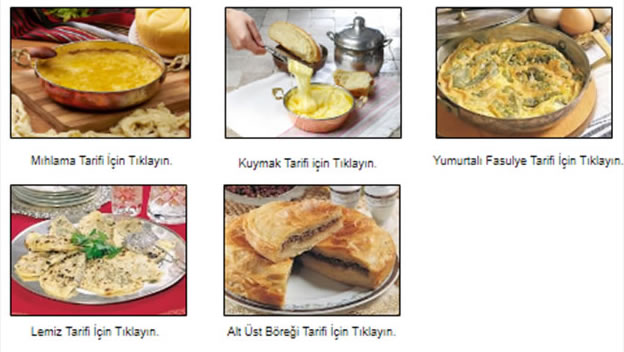 Mıhlama Tarifi İçin Tıklayın.
Kuymak Tarifi için Tıklayın.
Yumurtalı Fasulye Tarifi İçin Tıklayın.
Lemiz Tarifi İçin Tıklayın.
Alt Üst Böreği Tarifi İçin Tıklayın.